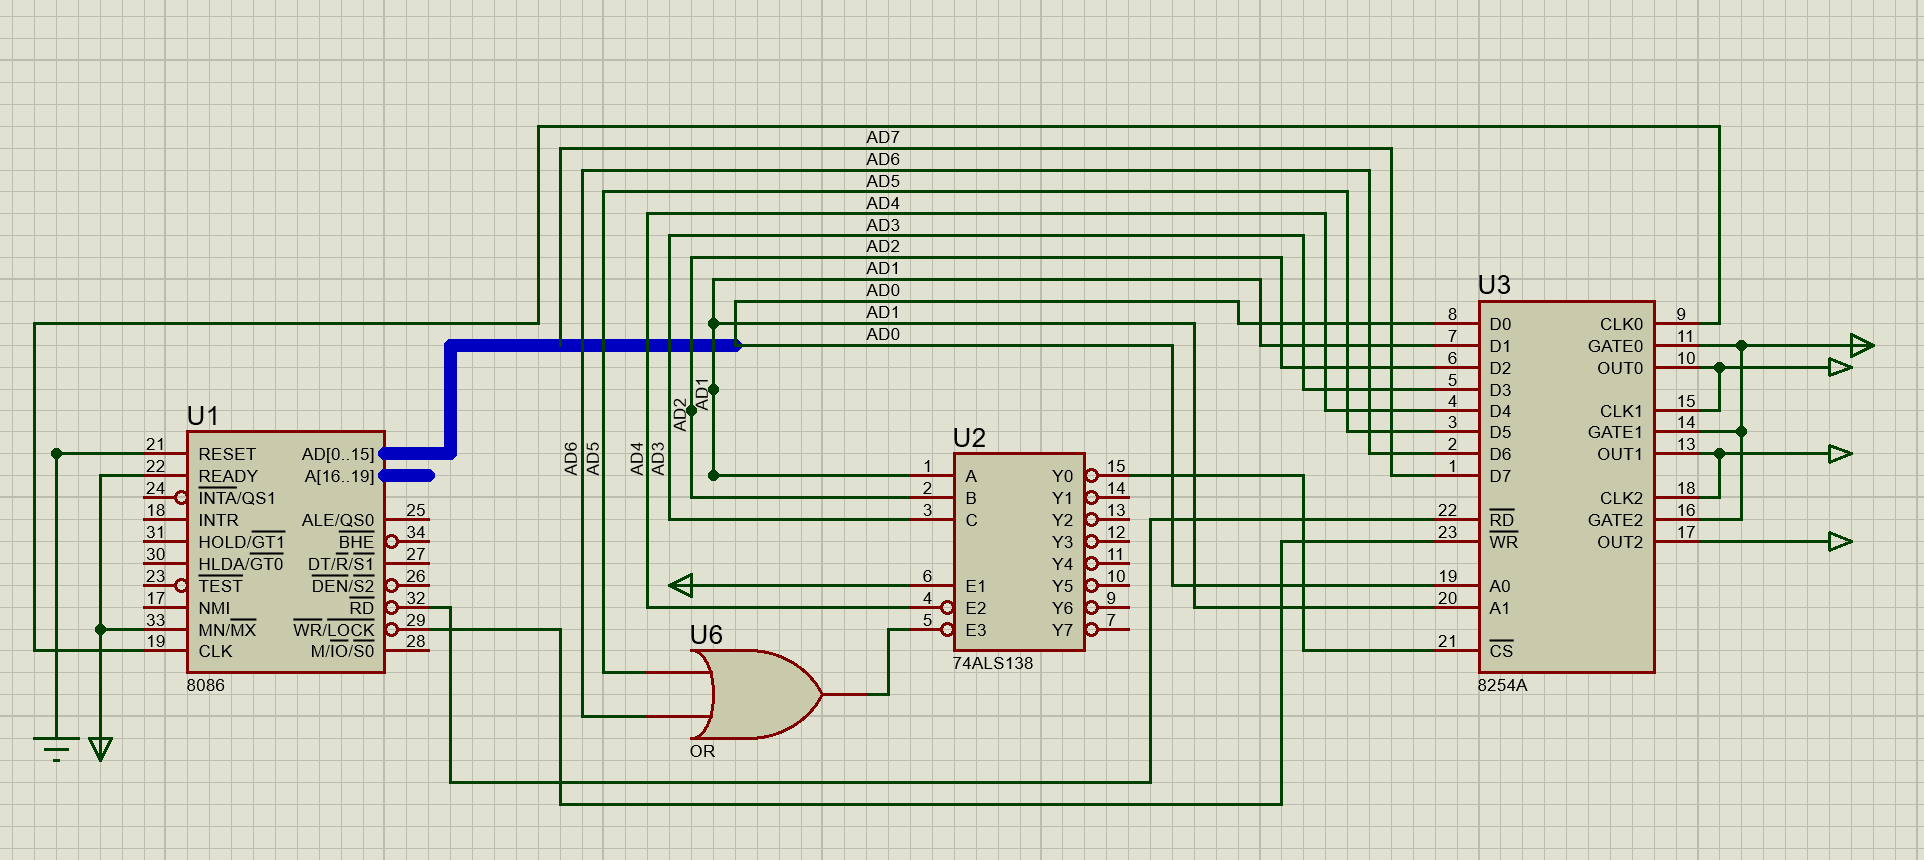 AD7
AD6
AD5
AD4
AD3
AD2
AD1
AD0
AD1
AD0
AD6
AD5
AD4
AD3
AD2
AD1
U1
21 RESET AD[0..15]
22 READY A[16..19]
24 INTA/QS1
18 INTR ALE/QS0 25
31 HOLD/GT1 BHE 34
30 HLDA/GT0 DT/R/S1 27
23 TEST DEN/S2 26
17 NMI RD 32
33 MN/MX WR/LOCK 29
19 CLK M/IO/S0 28
8086
U2
1 A Y0 15
2 B Y1 14
3 C Y2 13
Y3 12
Y4 11
6 E1 Y5 10
4 E2 Y6 9
5 E3 Y7 7
74ALS138
U6
OR
U3
8 D0 CLK0 9
7 D1 GATE0 11
6 D2 OUT0 10
5 D3
4 D4 CLK1 15
3 D5 GATE1 14
2 D6 OUT1 13
1 D7
CLK2 18
22 RD GATE2 16
23 WR OUT2 17
19 A0
20 A1
21 CS
8254A